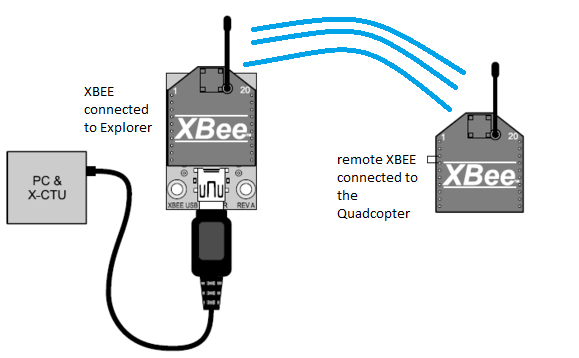 XBEE
connected
to Explorer
1 20
XBee
PC &
X-CTU
XBEE USB R REV A
remote XBEE
connected to
the
Quadcopter
1 20
XBee